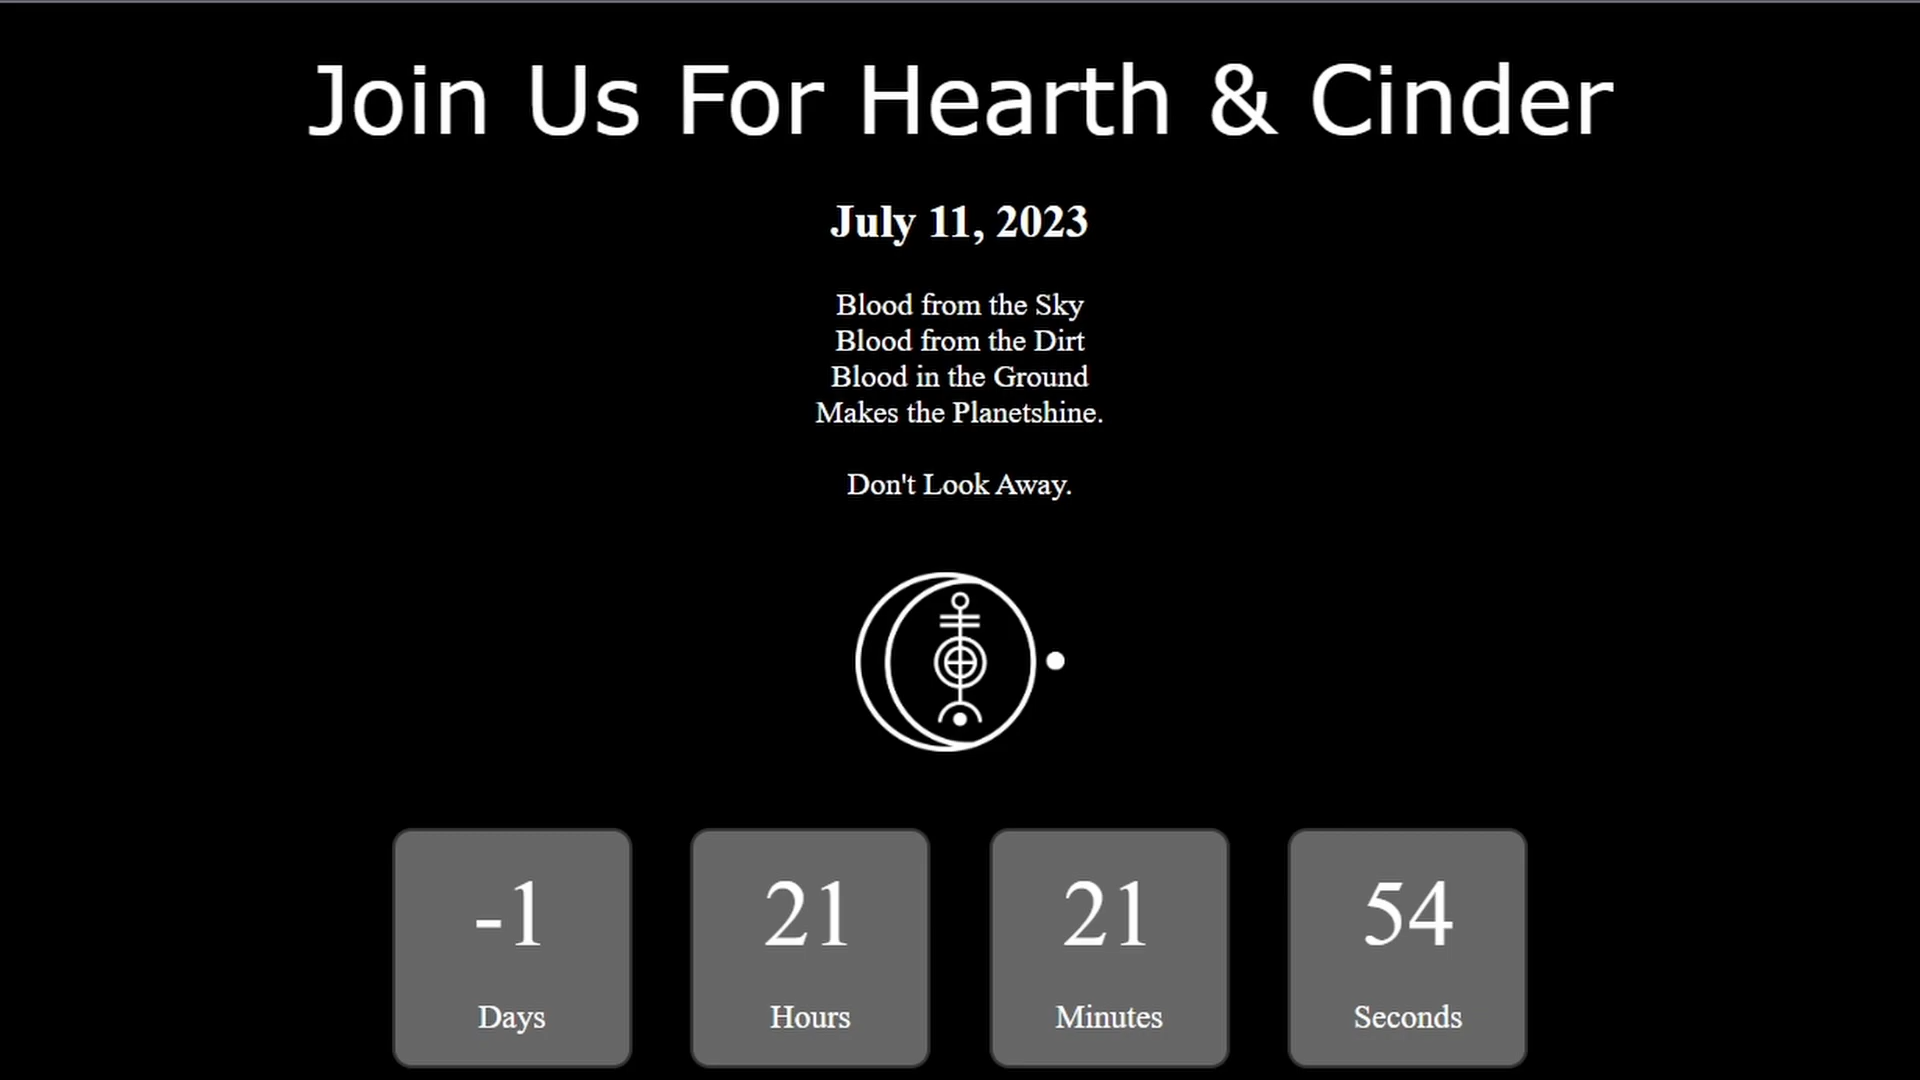 Join Us For Hearth & Cinder
July 11, 2023
Blood from the Sky
Blood from the Dirt
Blood in the Ground
Makes the Planetshine.
Don't Look Away.
-1 21 21 54
Days Hours Minutes Seconds